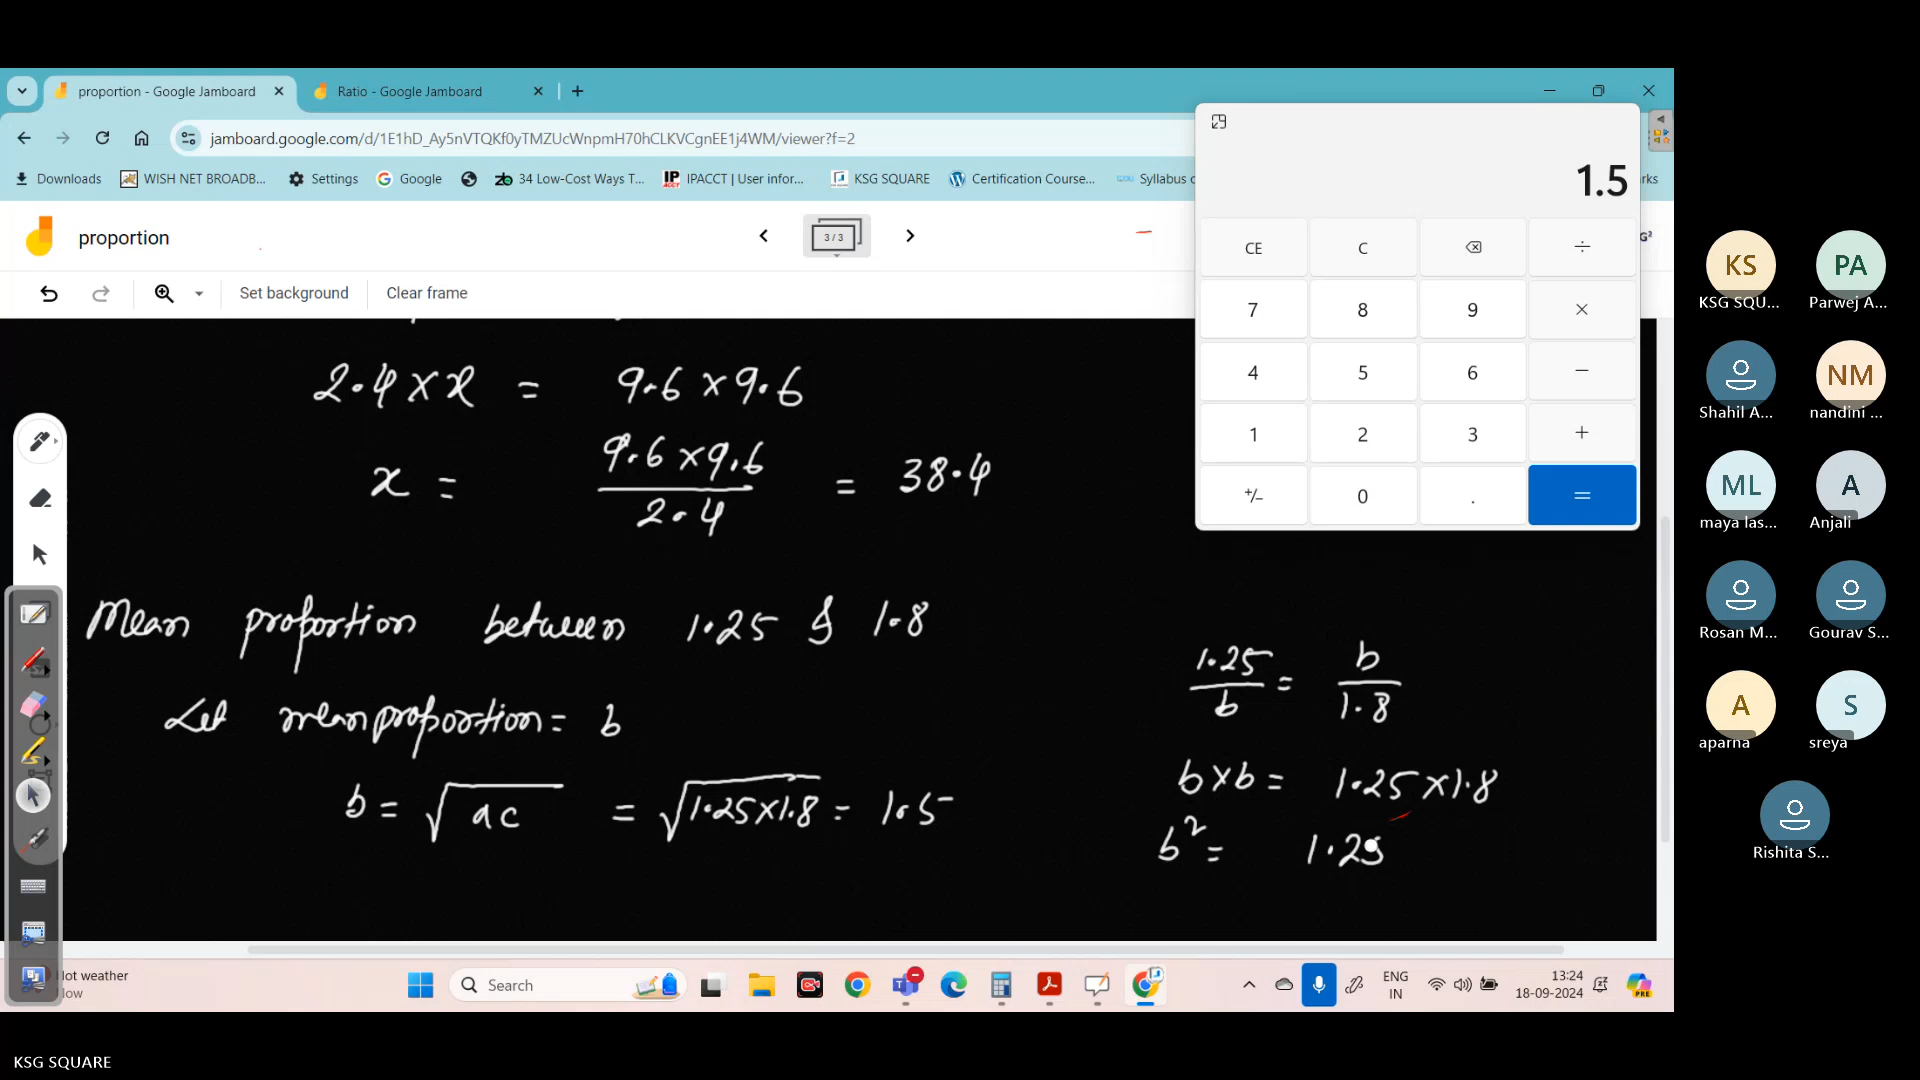 proportion - Google Jamboard
Ratio - Google Jamboard
jamboard.google.com/d/1E1hD_Ay5nVTQKf0yTMZUcWnpmH70hCLKVCgnEE1j4WM/viewer?f=2
Downloads
WISH NET BROADB...
Settings
Google
34 Low-Cost Ways T...
IPACCT | User infor...
KSG SQUARE
Certification Course...
Syllabus
proportion
3 / 3
Set background
Clear frame
1.5
CE C ÷
7 8 9 ×
4 5 6 −
1 2 3 +
+/− 0 . =
2.4 × x = 9.6 × 9.6
x = 9.6 × 9.6 / 2.4 = 38.4
Mean proportion between 1.25 & 1.8
Let mean proportion = b
b = √ac = √1.25×1.8 = 1.5
1.25/b = b/1.8
b×b = 1.25×1.8
b² = 1.25
KS
KSG SQU...
PA
Parwej A...
Shahil A...
NM
nandini ...
ML
maya las...
A
Anjali
Rosan M...
Gourav S...
A
aparna
S
sreya
Rishita S...
Hot weather
Now
Search
ENG
IN
13:24
18-09-2024
PRE
KSG SQUARE